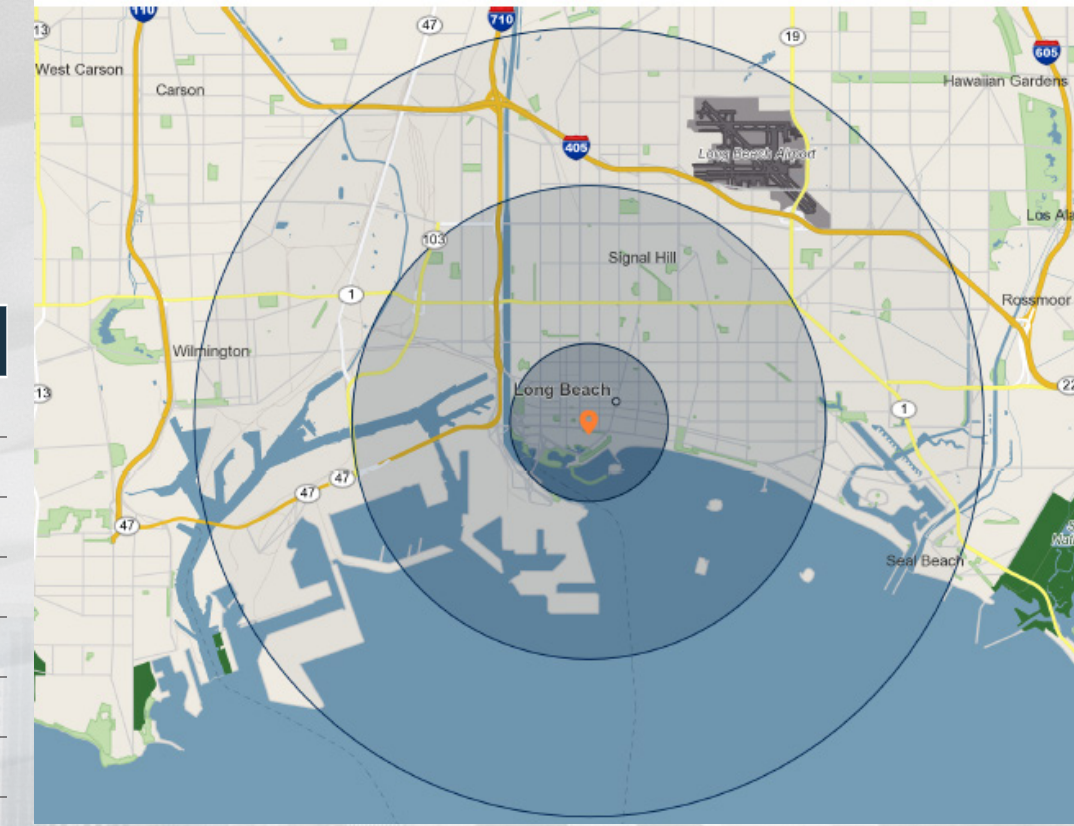 110
710
47
13
19
605
West Carson
Hawaiian Gardens
Carson
405
Long Beach Airport
Los Ala
103
Signal Hill
1
Rossmoor
Wilmington
22
13
Long Beach
1
47
47
47
Seal Beach